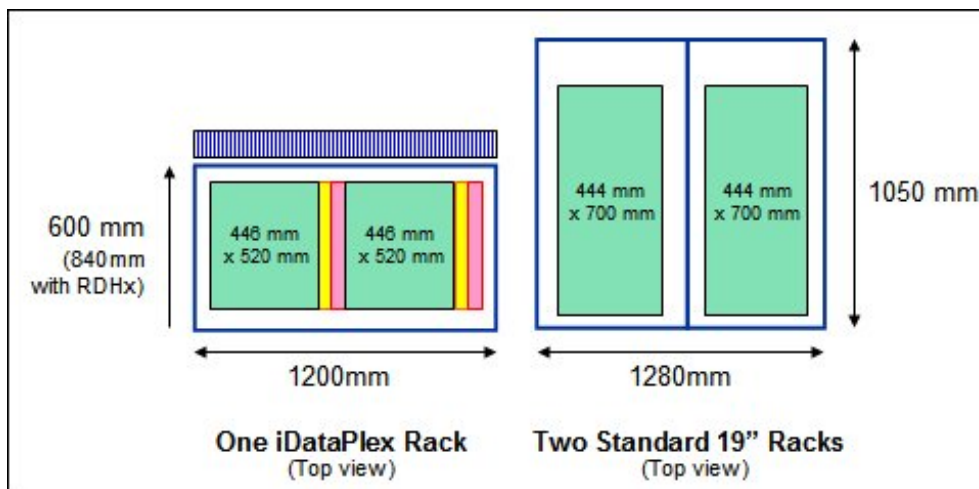 600 mm
(840mm
with RDHx)
446 mm
x 520 mm
446 mm
x 520 mm
1200mm
One iDataPlex Rack
(Top view)
444 mm
x 700 mm
444 mm
x 700 mm
1050 mm
1280mm
Two Standard 19” Racks
(Top view)